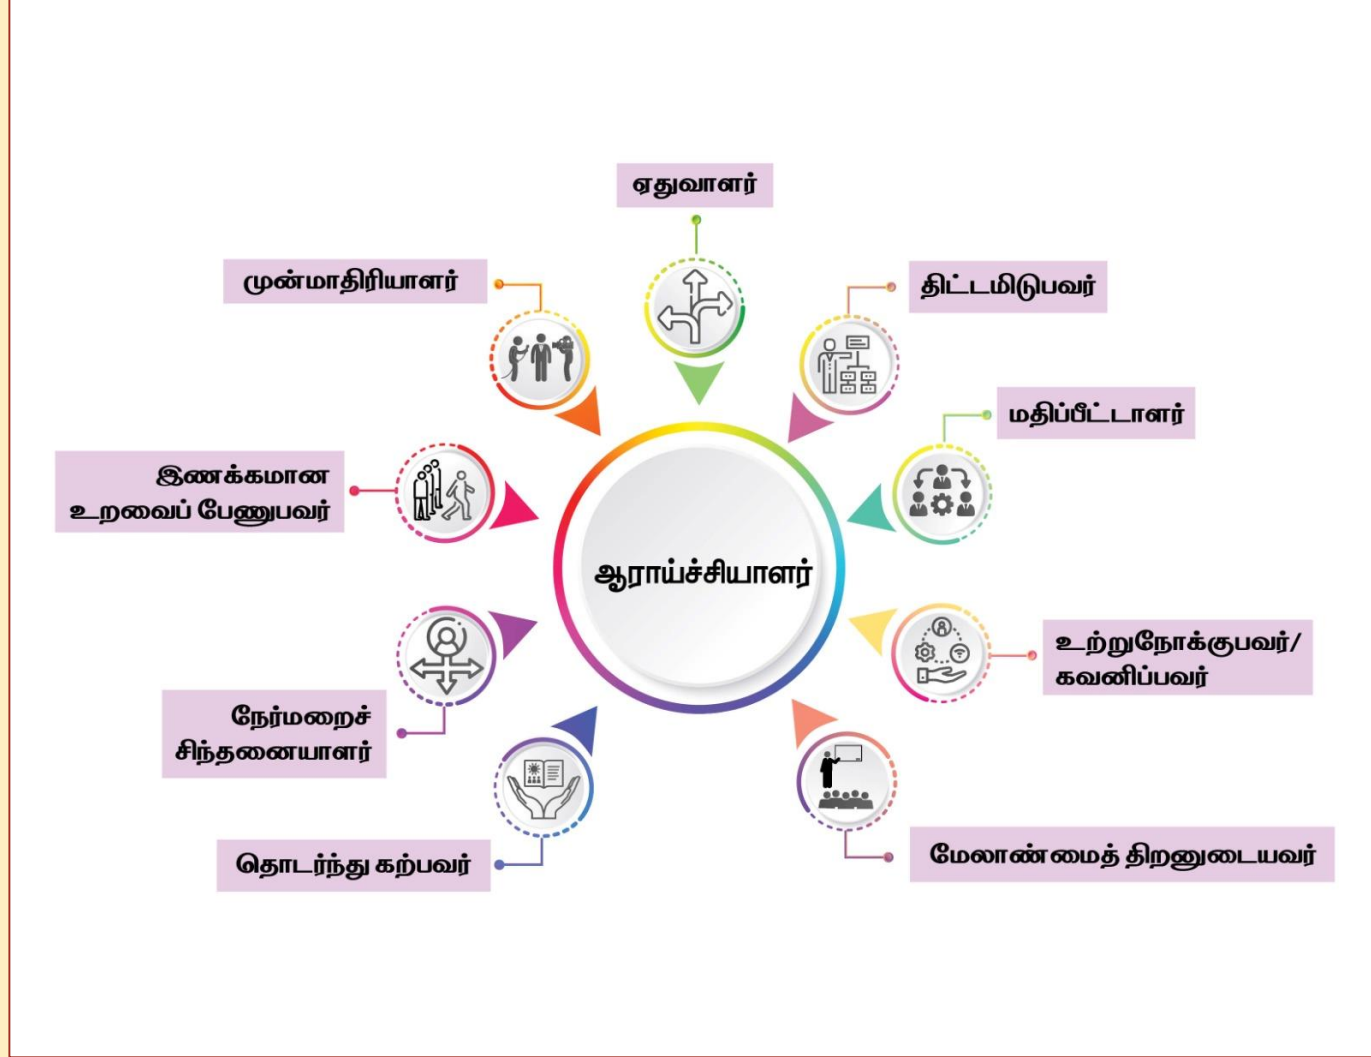 ஏதுவாளர்
முன்மாதிரியாளர்
திட்டமிடுபவர்
மதிப்பீட்டாளர்
இணக்கமான
உறவைப் பேணுபவர்
ஆராய்ச்சியாளர்
உற்றுநோக்குபவர்/
கவனிப்பவர்
நேர்மறைச்
சிந்தனையாளர்
தொடர்ந்து கற்பவர்
மேலாண்மைத் திறனுடையவர்